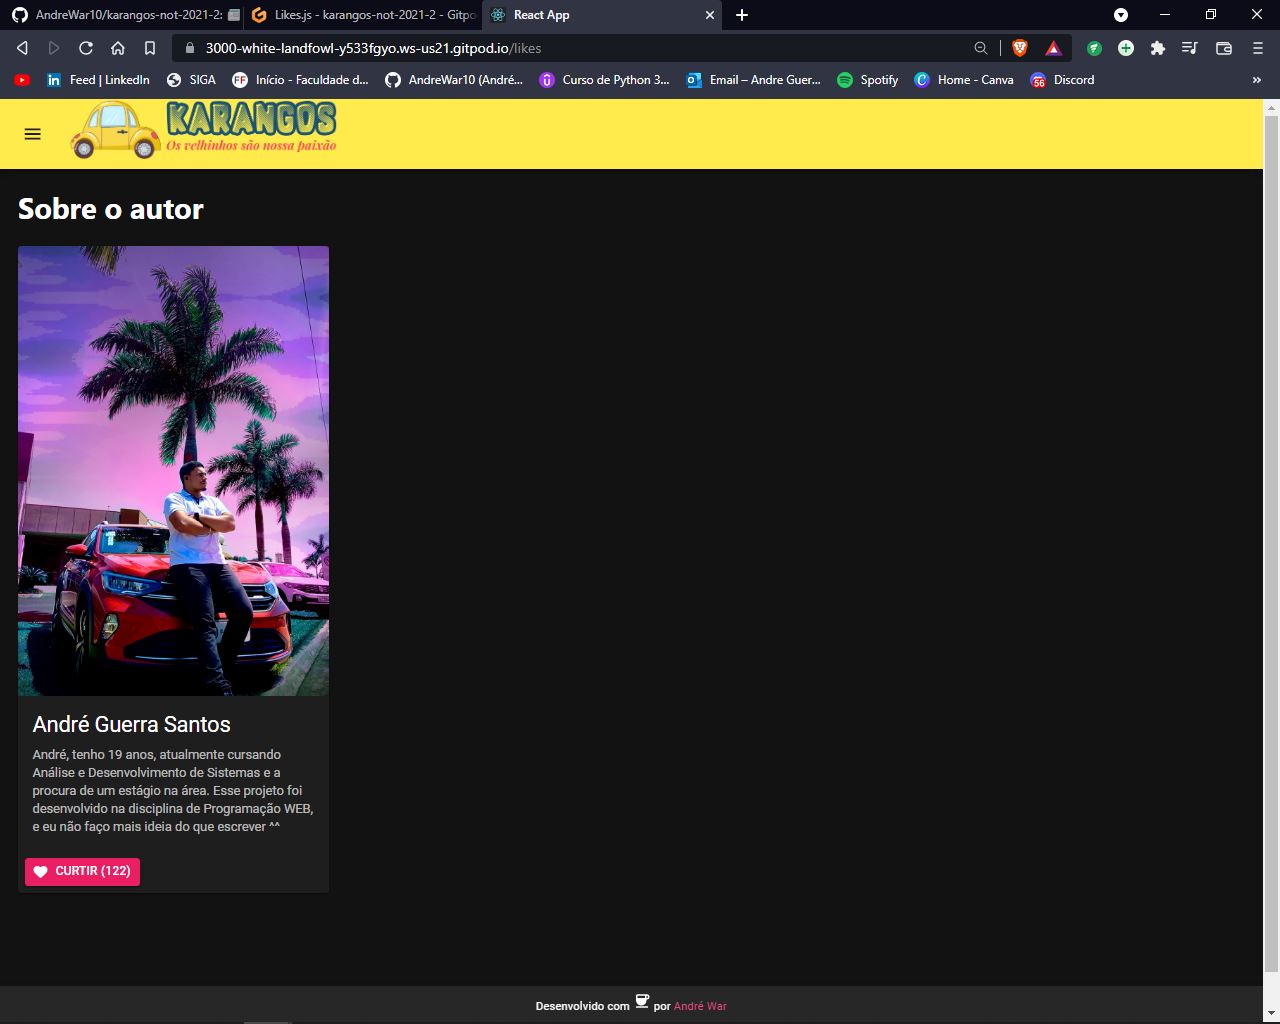 AndreWar10/karangos-not-2021-2:
Likes.js - karangos-not-2021-2 - Gitpo
React App
3000-white-landfowl-y533fgyo.ws-us21.gitpod.io/likes
Feed | LinkedIn
SIGA
Início - Faculdade d...
AndreWar10 (André...
Curso de Python 3...
Email – Andre Guer...
Spotify
Home - Canva
56
Discord
»
KARANGOS
Os velhinhos são nossa paixão
Sobre o autor
André Guerra Santos
André, tenho 19 anos, atualmente cursando
Análise e Desenvolvimento de Sistemas e a
procura de um estágio na área. Esse projeto foi
desenvolvido na disciplina de Programação WEB,
e eu não faço mais ideia do que escrever ^^
CURTIR (122)
Desenvolvido com por André War